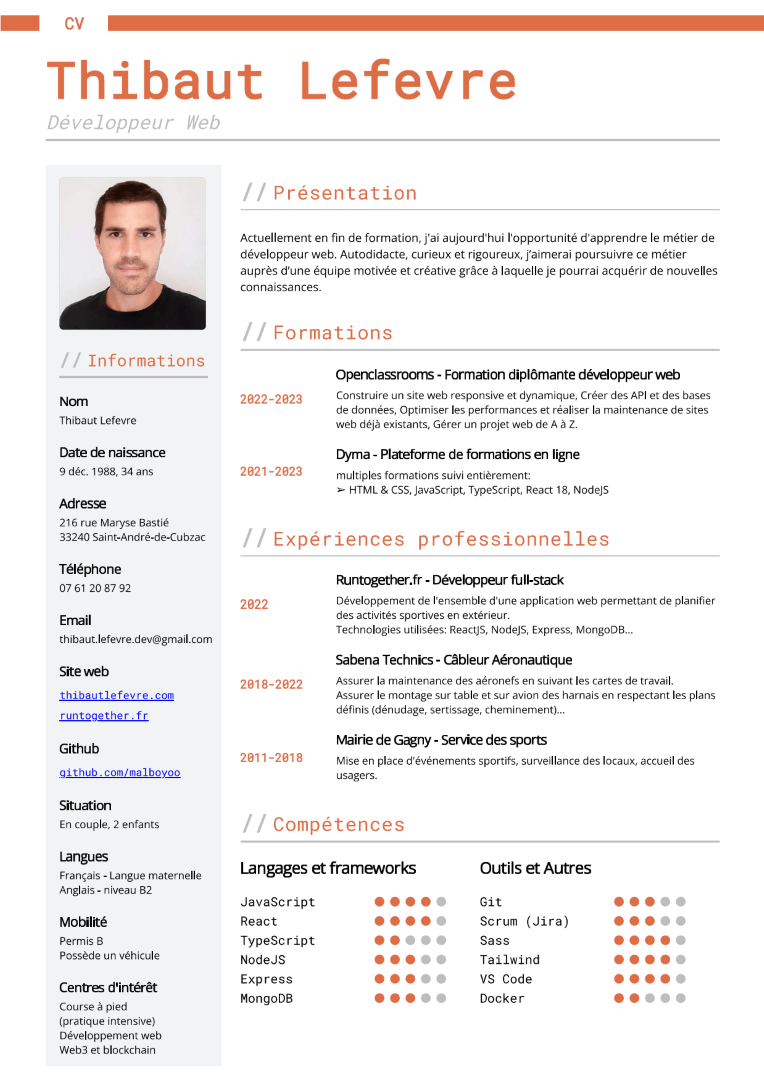 CV
Thibaut Lefevre
Développeur Web
// Informations
Nom
Thibaut Lefevre
Date de naissance
9 déc. 1988, 34 ans
Adresse
216 rue Maryse Bastié
33240 Saint-André-de-Cubzac
Téléphone
07 61 20 87 92
Email
thibaut.lefevre.dev@gmail.com
Site web
thibautlefevre.com
runtogether.fr
Github
github.com/malboyoo
Situation
En couple, 2 enfants
Langues
Français - Langue maternelle
Anglais - niveau B2
Mobilité
Permis B
Possède un véhicule
Centres d'intérêt
Course à pied
(pratique intensive)
Développement web
Web3 et blockchain
// Présentation
Actuellement en fin de formation, j'ai aujourd'hui l'opportunité d'apprendre le métier de
développeur web. Autodidacte, curieux et rigoureux, j'aimerai poursuivre ce métier
auprès d'une équipe motivée et créative grâce à laquelle je pourrai acquérir de nouvelles
connaissances.
// Formations
Openclassrooms - Formation diplômante développeur web
2022-2023
Construire un site web responsive et dynamique, Créer des API et des bases
de données, Optimiser les performances et réaliser la maintenance de sites
web déjà existants, Gérer un projet web de A à Z.
Dyma - Plateforme de formations en ligne
2021-2023
multiples formations suivi entièrement:
➢ HTML & CSS, JavaScript, TypeScript, React 18, NodeJS
// Expériences professionnelles
Runtogether.fr - Développeur full-stack
2022
Développement de l'ensemble d'une application web permettant de planifier
des activités sportives en extérieur.
Technologies utilisées: ReactJS, NodeJS, Express, MongoDB...
Sabena Technics - Câbleur Aéronautique
2018-2022
Assurer la maintenance des aéronefs en suivant les cartes de travail.
Assurer le montage sur table et sur avion des harnais en respectant les plans
définis (dénudage, sertissage, cheminement)...
Mairie de Gagny - Service des sports
2011-2018
Mise en place d'événements sportifs, surveillance des locaux, accueil des
usagers.
// Compétences
Langages et frameworks
JavaScript
React
TypeScript
NodeJS
Express
MongoDB
Outils et Autres
Git
Scrum (Jira)
Sass
Tailwind
VS Code
Docker